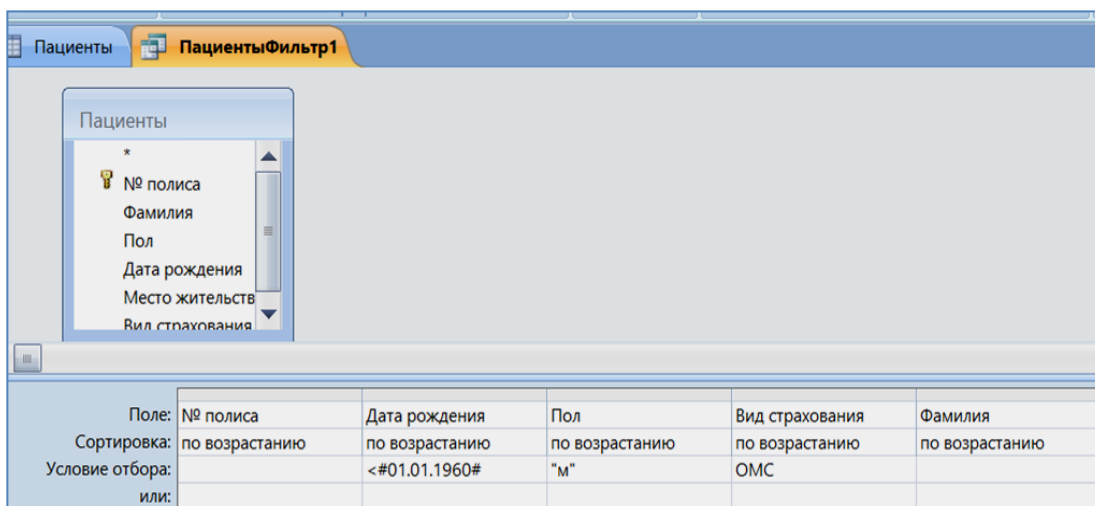 Пациенты ПациентыФильтр1
Пациенты
*
№ полиса
Фамилия
Пол
Дата рождения
Место жительств
Вид страхования
Поле: № полиса Дата рождения Пол Вид страхования Фамилия
Сортировка: по возрастанию по возрастанию по возрастанию по возрастанию по возрастанию
Условие отбора: <#01.01.1960# "м" ОМС
или: